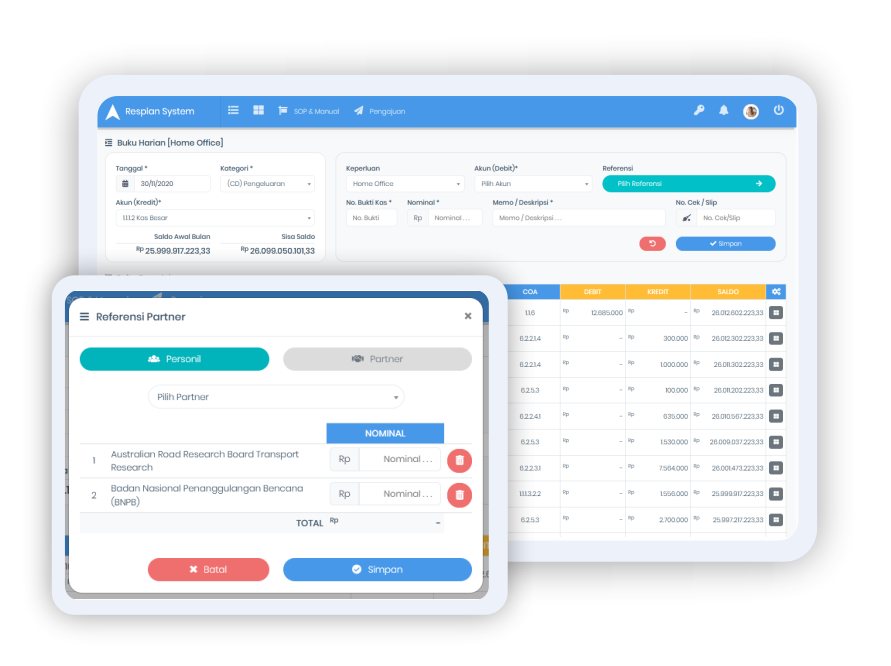 Resplan System
SOP & Manual
Pengajuan
Buku Harian [Home Office]
Tanggal *
Kategori *
30/11/2020
(CD) Pengeluaran
Akun (Kredit)*
1.1.1.2 Kas Besar
Saldo Awal Bulan
Sisa Saldo
Rp 25.999.917.223,33
Rp 26.099.050.101,33
Keperluan
Akun (Debit)*
Referensi
Home Office
Pilih Akun
Pilih Referensi
No. Bukti Kas *
Nominal *
Memo / Deskripsi *
No. Cek / Slip
No. Bukti
Rp
Nominal ...
Memo / Deskripsi ...
No. Cek/Slip
Simpan
COA
DEBIT
KREDIT
SALDO
1.1.6 Rp 12.685.000 Rp - Rp 26.012.602.223,33
6.2.2.1.4 Rp - Rp 300.000 Rp 26.012.302.223,33
6.2.2.1.4 Rp - Rp 1.000.000 Rp 26.011.302.223,33
6.2.5.3 Rp - Rp 100.000 Rp 26.011.202.223,33
6.2.2.4.1 Rp - Rp 635.000 Rp 26.010.567.223,33
6.2.5.3 Rp - Rp 1.530.000 Rp 26.009.037.223,33
6.2.2.3.1 Rp - Rp 7.564.000 Rp 26.001.473.223,33
1.1.1.3.2.2 Rp - Rp 1.556.000 Rp 25.999.917.223,33
6.2.5.3 Rp - Rp 2.700.000 Rp 25.997.217.223,33
Referensi Partner
Personil
Partner
Pilih Partner
NOMINAL
1
Australian Road Research Board Transport
Research
Rp
Nominal ...
2
Badan Nasional Penanggulangan Bencana
(BNPB)
Rp
Nominal ...
TOTAL Rp -
Batal
Simpan